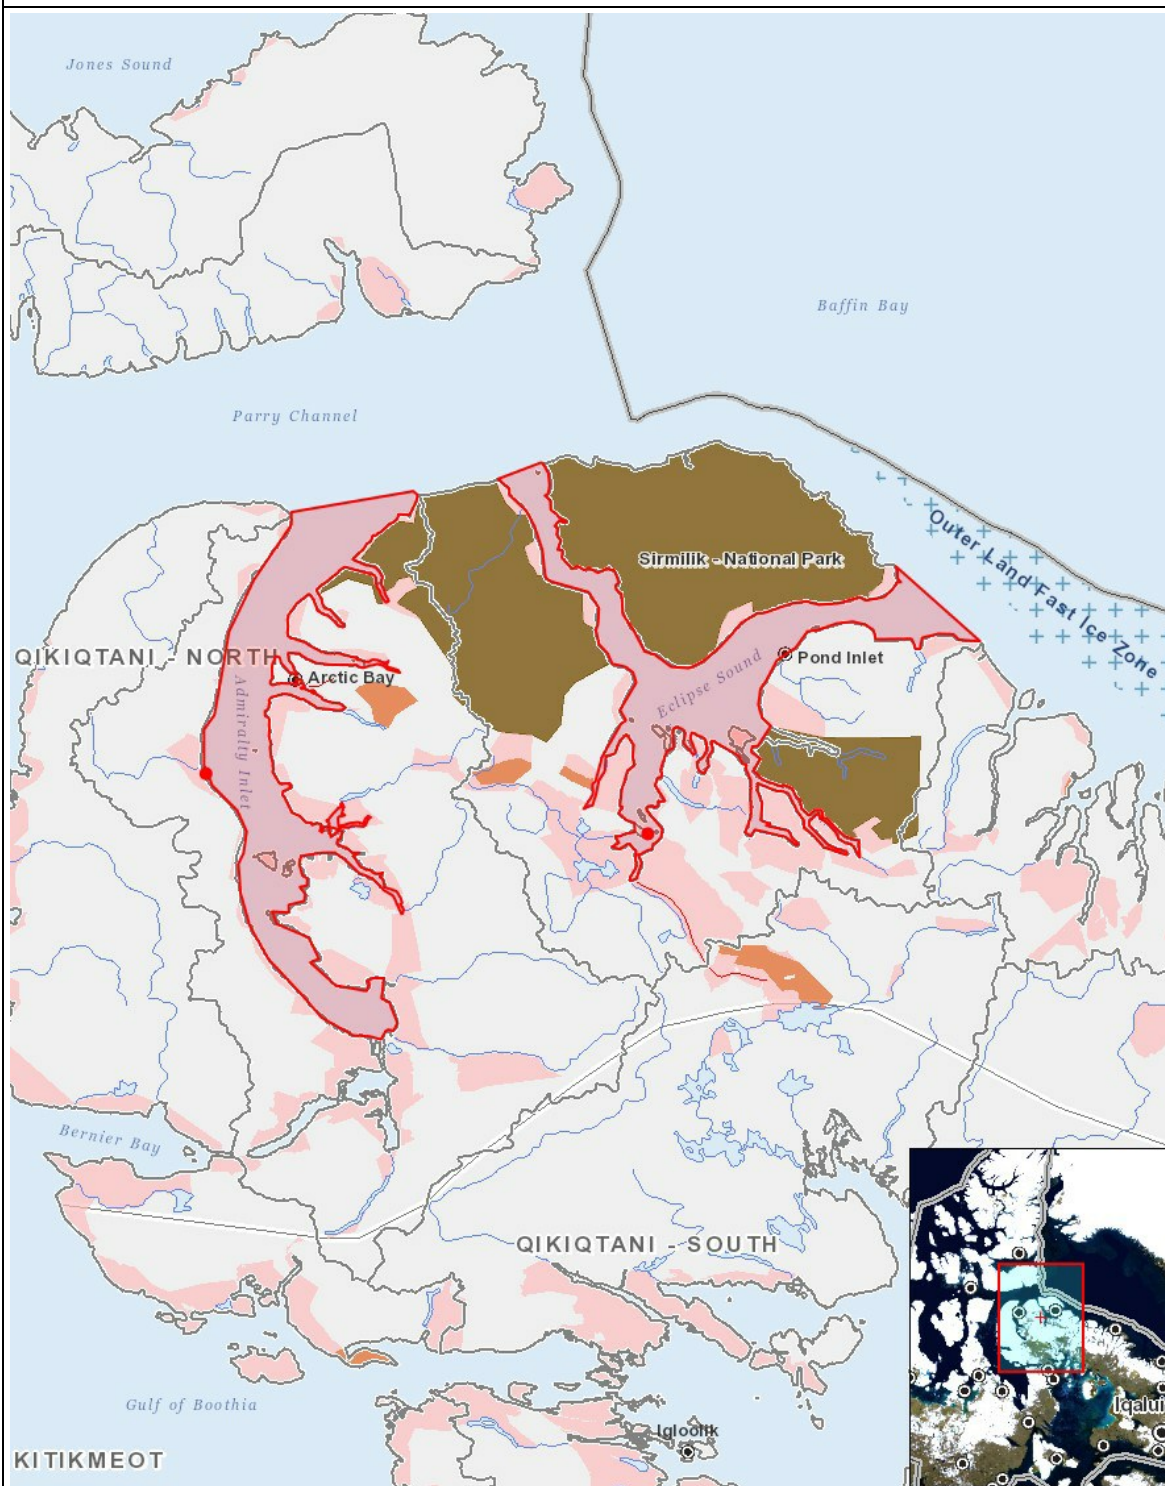 Jones Sound
Baffin Bay
Parry Channel
Outer Land Fast Ice Zone
Sirmilik - National Park
QIKIQTANI - NORTH
Arctic Bay
Pond Inlet
Eclipse Sound
Admiralty Inlet
Bernier Bay
QIKIQTANI - SOUTH
Gulf of Boothia
Igloolik
KITIKMEOT
Iqalui